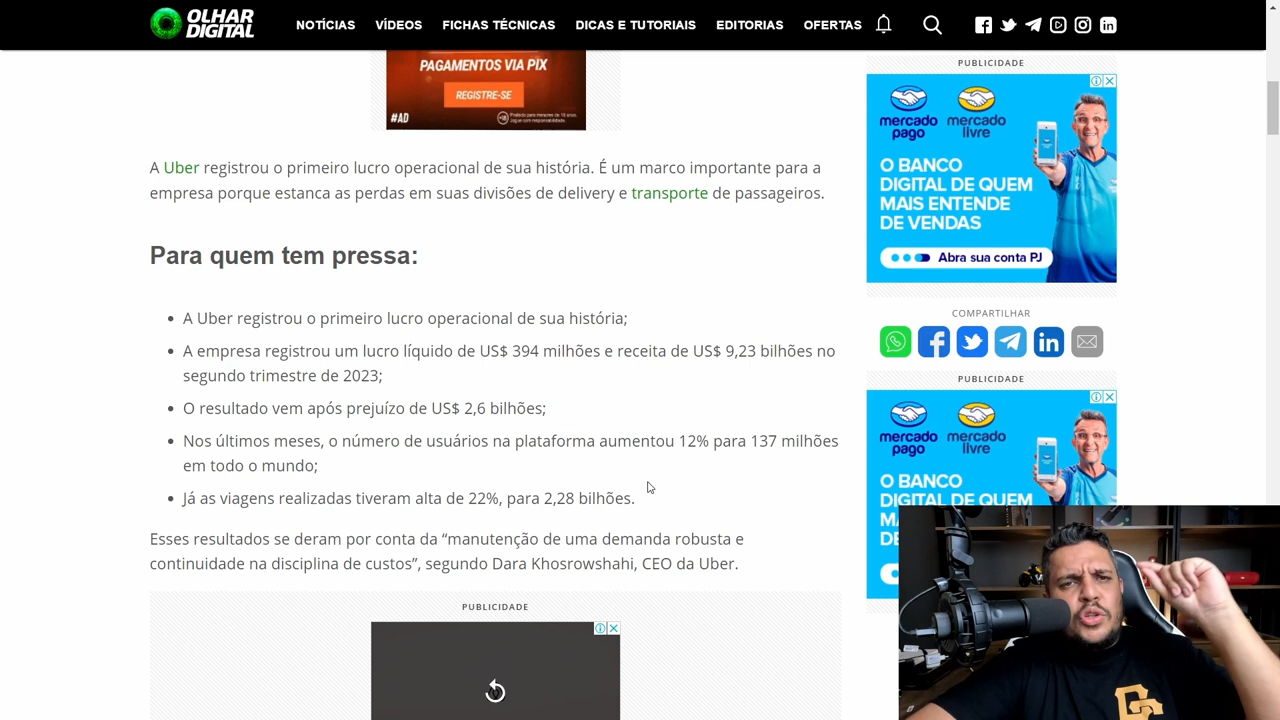 OLHAR
DIGITAL
NOTÍCIAS VÍDEOS FICHAS TÉCNICAS DICAS E TUTORIAIS EDITORIAS OFERTAS
PAGAMENTOS VIA PIX
REGISTRE-SE
#AD
A Uber registrou o primeiro lucro operacional de sua história. É um marco importante para a
empresa porque estanca as perdas em suas divisões de delivery e transporte de passageiros.
Para quem tem pressa:
A Uber registrou o primeiro lucro operacional de sua história;
A empresa registrou um lucro líquido de US$ 394 milhões e receita de US$ 9,23 bilhões no
segundo trimestre de 2023;
O resultado vem após prejuízo de US$ 2,6 bilhões;
Nos últimos meses, o número de usuários na plataforma aumentou 12% para 137 milhões
em todo o mundo;
Já as viagens realizadas tiveram alta de 22%, para 2,28 bilhões.
Esses resultados se deram por conta da “manutenção de uma demanda robusta e
continuidade na disciplina de custos”, segundo Dara Khosrowshahi, CEO da Uber.
PUBLICIDADE
PUBLICIDADE
mercado pago
mercado livre
O BANCO
DIGITAL DE QUEM
MAIS ENTENDE
DE VENDAS
Abra sua conta PJ
COMPARTILHAR
PUBLICIDADE
mercado pago
mercado livre
O BANCO
DIGITAL DE QUEM